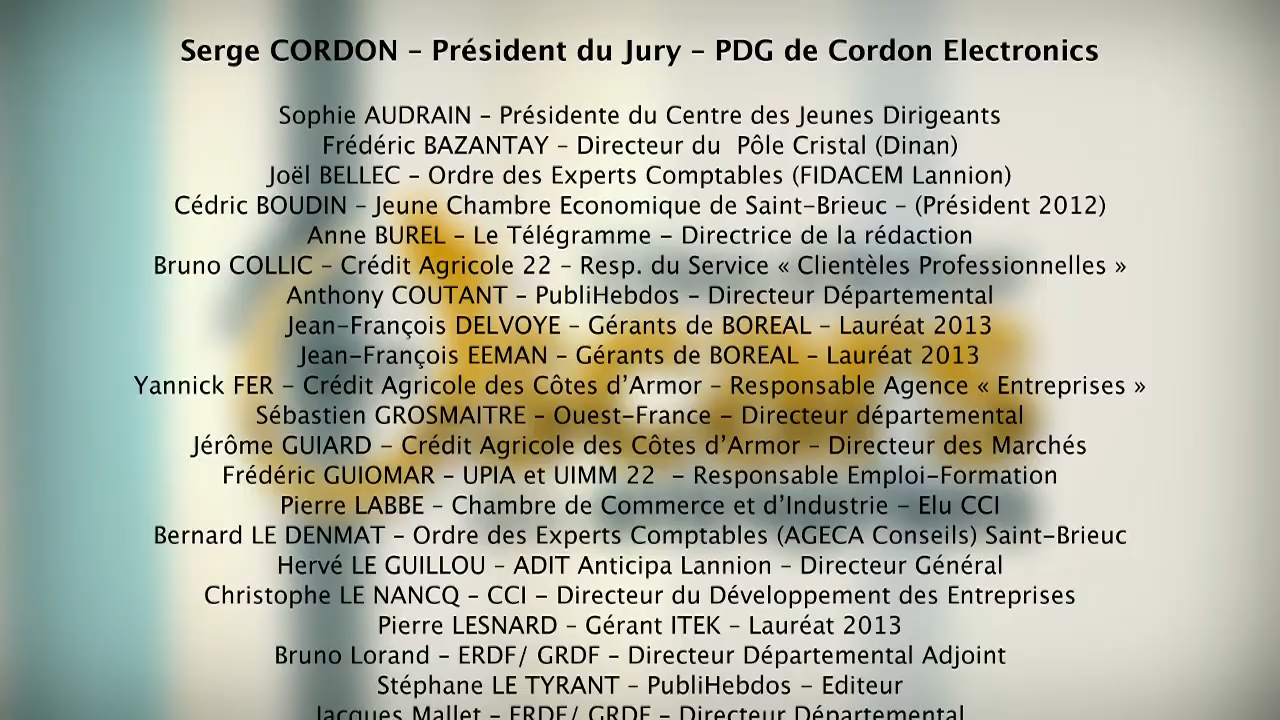 Serge CORDON – Président du Jury – PDG de Cordon Electronics
Sophie AUDRAIN – Présidente du Centre des Jeunes Dirigeants
Frédéric BAZANTAY – Directeur du  Pôle Cristal (Dinan)
Joël BELLEC – Ordre des Experts Comptables (FIDACEM Lannion)
Cédric BOUDIN – Jeune Chambre Economique de Saint-Brieuc – (Président 2012)
Anne BUREL – Le Télégramme – Directrice de la rédaction
Bruno COLLIC – Crédit Agricole 22 – Resp. du Service « Clientèles Professionnelles »
Anthony COUTANT – PubliHebdos – Directeur Départemental
Jean-François DELVOYE – Gérants de BOREAL – Lauréat 2013
Jean-François EEMAN – Gérants de BOREAL – Lauréat 2013
Yannick FER – Crédit Agricole des Côtes d’Armor – Responsable Agence « Entreprises »
Sébastien GROSMAITRE – Ouest-France – Directeur départemental
Jérôme GUIARD – Crédit Agricole des Côtes d’Armor – Directeur des Marchés
Frédéric GUIOMAR – UPIA et UIMM 22  – Responsable Emploi-Formation
Pierre LABBE – Chambre de Commerce et d’Industrie – Elu CCI
Bernard LE DENMAT – Ordre des Experts Comptables (AGECA Conseils) Saint-Brieuc
Hervé LE GUILLOU – ADIT Anticipa Lannion – Directeur Général
Christophe LE NANCQ – CCI – Directeur du Développement des Entreprises
Pierre LESNARD – Gérant ITEK – Lauréat 2013
Bruno Lorand – ERDF/ GRDF – Directeur Départemental Adjoint
Stéphane LE TYRANT – PubliHebdos – Editeur
Jacques Mallet – ERDF/ GRDF – Directeur Départemental